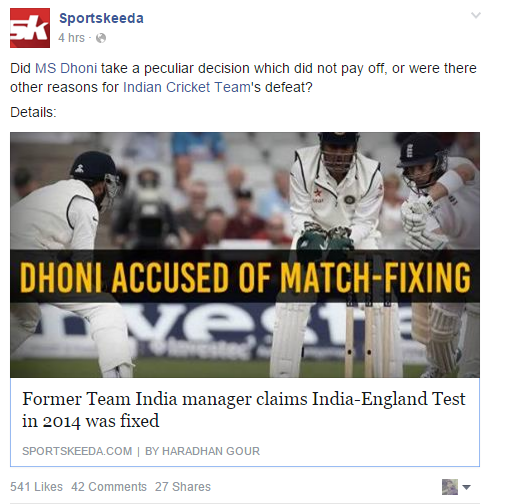 sk
Sportskeeda
4 hrs ·
Did MS Dhoni take a peculiar decision which did not pay off, or were there
other reasons for Indian Cricket Team's defeat?
Details:
DHONI ACCUSED OF MATCH-FIXING
Former Team India manager claims India-England Test
in 2014 was fixed
SPORTSKEEDA.COM | BY HARADHAN GOUR
541 Likes 42 Comments 27 Shares